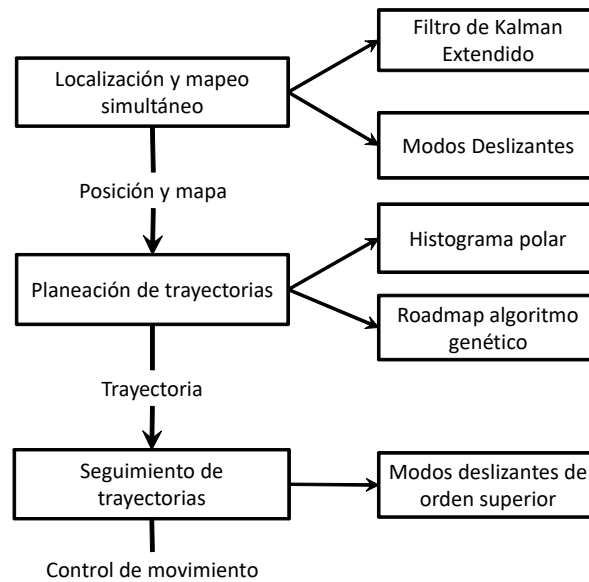 Filtro de Kalman
Extendido
Localización y mapeo
simultáneo
Modos Deslizantes
Posición y mapa
Histograma polar
Planeación de trayectorias
Roadmap algoritmo
genético
Trayectoria
Seguimiento de
trayectorias
Modos deslizantes de
orden superior
Control de movimiento